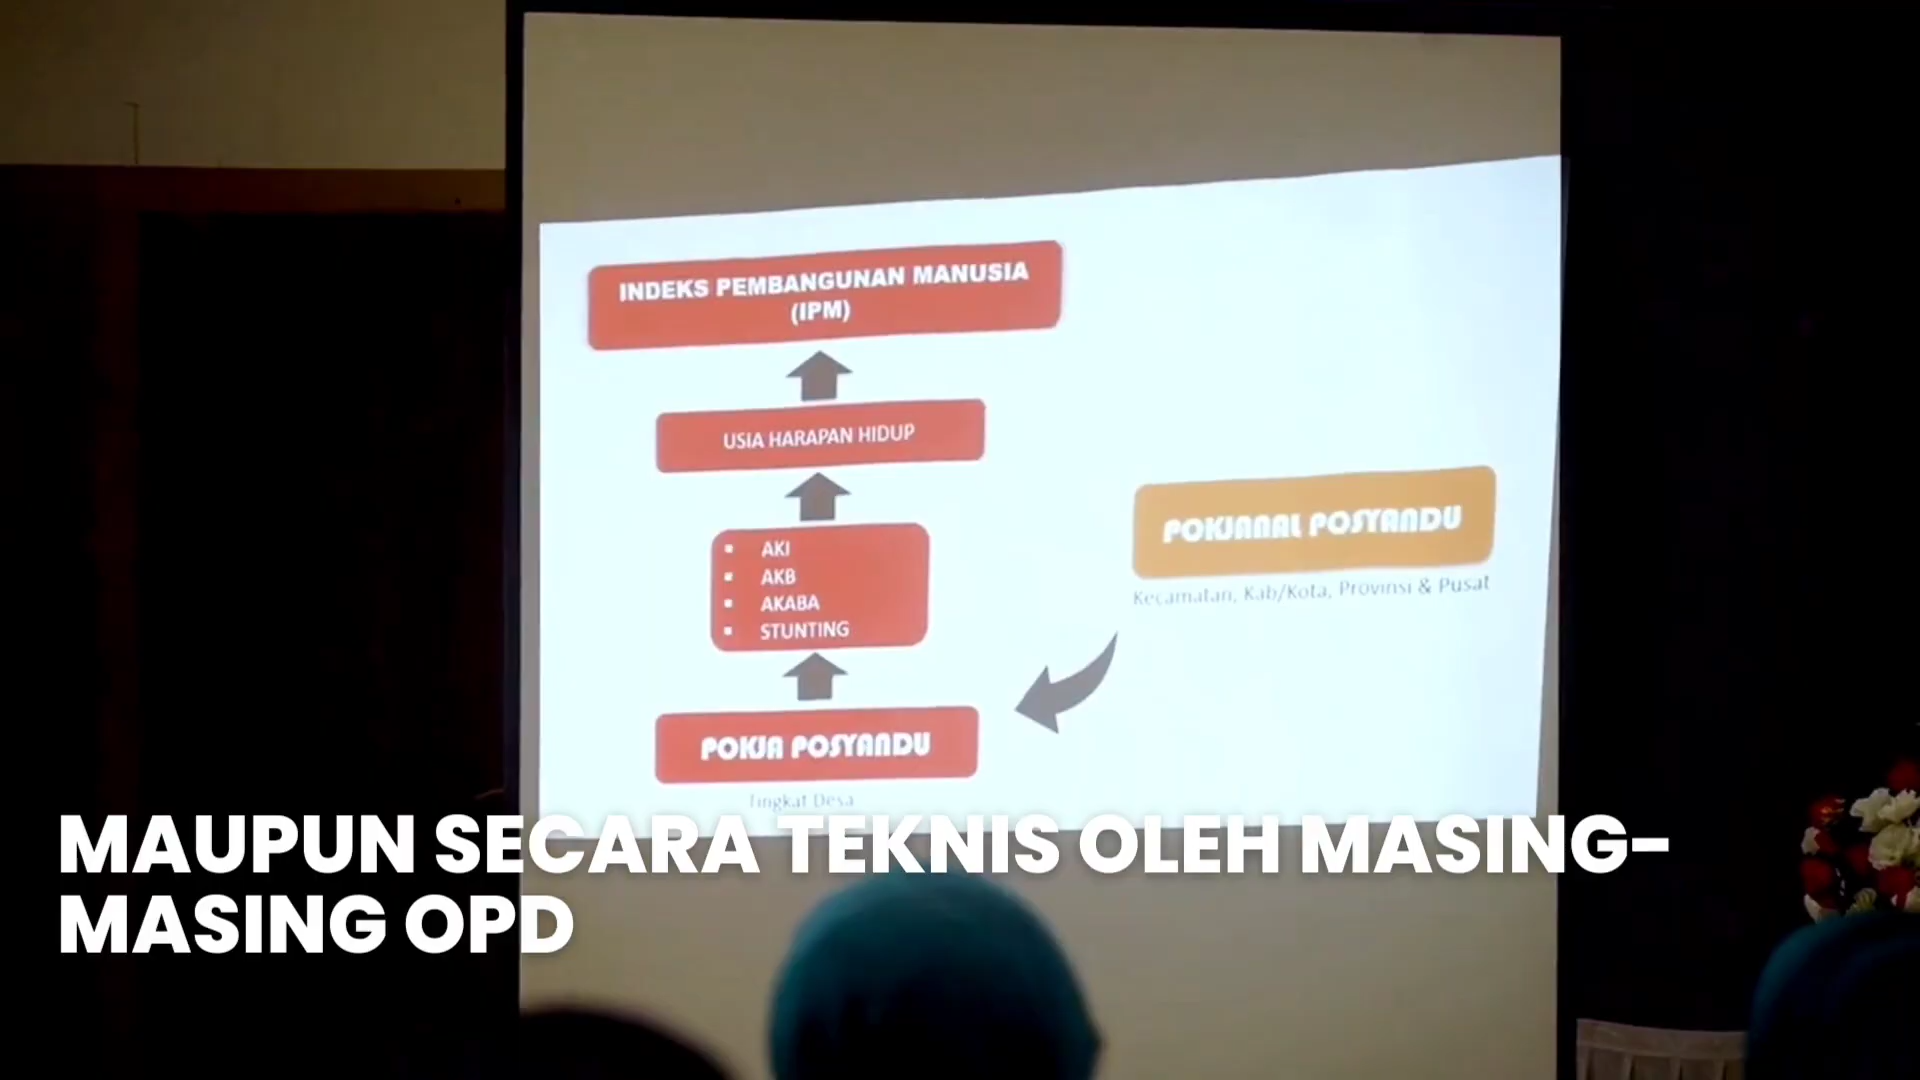 INDEKS PEMBANGUNAN MANUSIA
(IPM)
USIA HARAPAN HIDUP
▪ AKI
▪ AKB
▪ AKABA
▪ STUNTING
POKJA POSYANDU
Tingkat Desa
POKJANAL POSYANDU
Kecamatan, Kab/Kota, Provinsi & Pusat
MAUPUN SECARA TEKNIS OLEH MASING-
MASING OPD